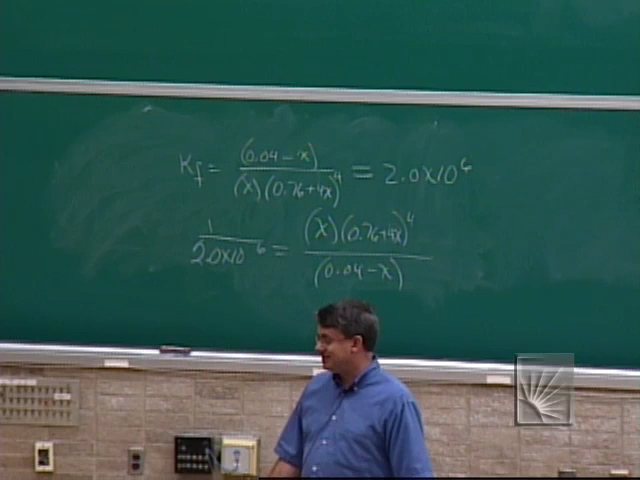 Kf = (0.04 - x) / (x)(0.76 + 4x)^4 = 2.0x10^6
1 / 2.0x10^6 = (x)(0.76+4x)^4 / (0.04 - x)